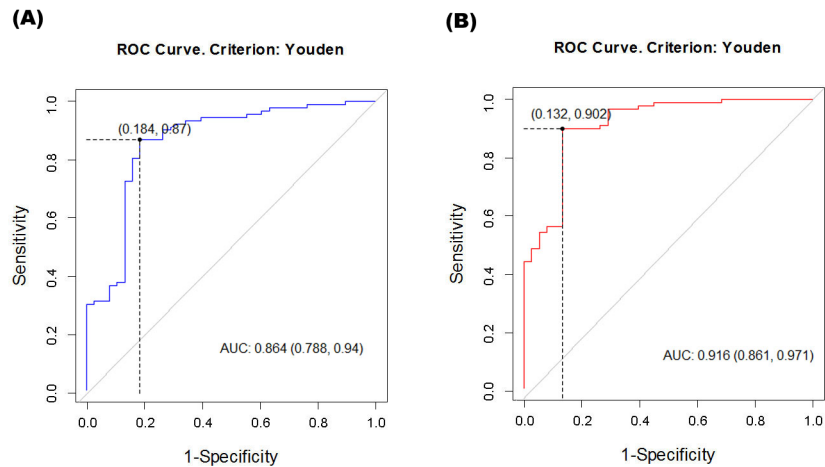 (A)
ROC Curve. Criterion: Youden
1.0
0.8
0.6
0.4
0.2
0.0
Sensitivity
(0.184, 0.87)
AUC: 0.864 (0.788, 0.94)
0.0 0.2 0.4 0.6 0.8 1.0
1-Specificity
(B)
ROC Curve. Criterion: Youden
1.0
0.8
0.6
0.4
0.2
0.0
Sensitivity
(0.132, 0.902)
AUC: 0.916 (0.861, 0.971)
0.0 0.2 0.4 0.6 0.8 1.0
1-Specificity